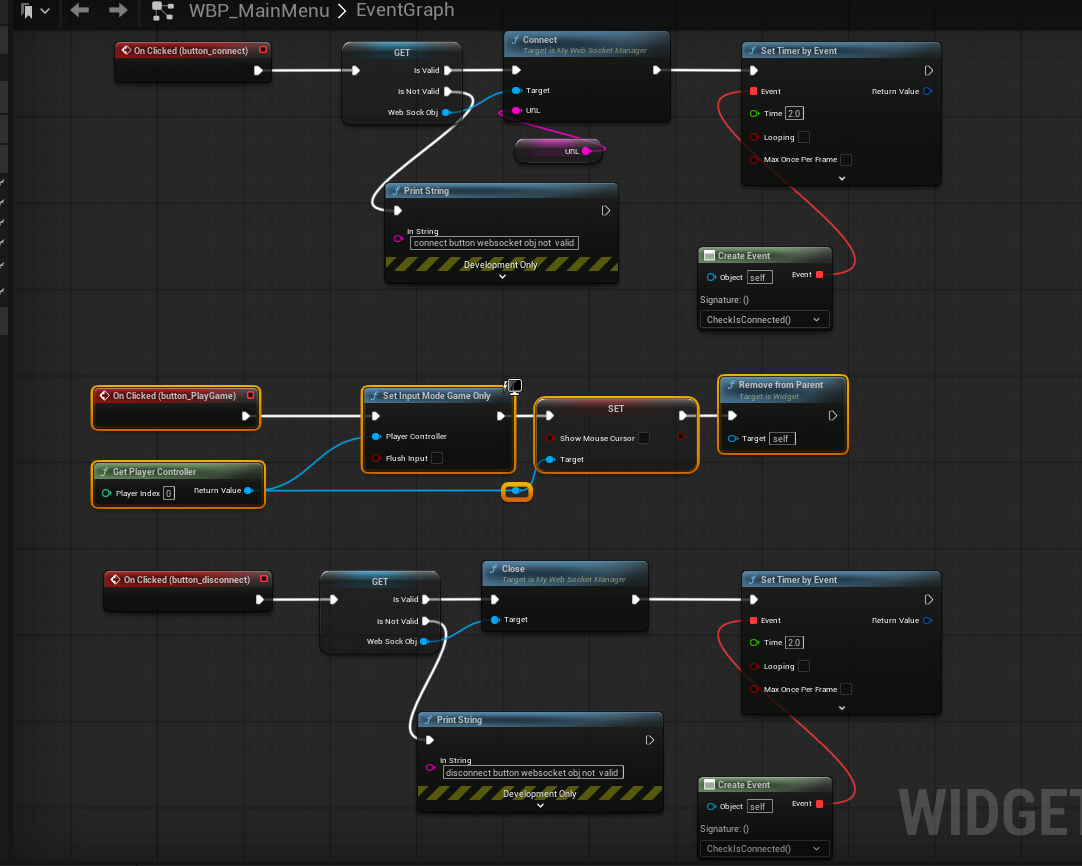 WBP_MainMenu > EventGraph
On Clicked (button_connect)
GET
Is Valid
Is Not Valid
Web Sock Obj
Connect
Target is My Web Socket Manager
Target
URL
URL
Set Timer by Event
Event
Return Value
Time 2.0
Looping
Max Once Per Frame
Print String
In String
connect button websocket obj not valid
Development Only
Create Event
Object self
Event
Signature: ()
CheckIsConnected()
On Clicked (button_PlayGame)
Set Input Mode Game Only
Player Controller
Flush Input
SET
Show Mouse Cursor
Target
Remove from Parent
Target is Widget
Target self
Get Player Controller
Player Index 0
Return Value
On Clicked (button_disconnect)
GET
Is Valid
Is Not Valid
Web Sock Obj
Close
Target is My Web Socket Manager
Target
Set Timer by Event
Event
Return Value
Time 2.0
Looping
Max Once Per Frame
Print String
In String
disconnect button websocket obj not valid
Development Only
Create Event
Object self
Event
Signature: ()
CheckIsConnected()
WIDGET